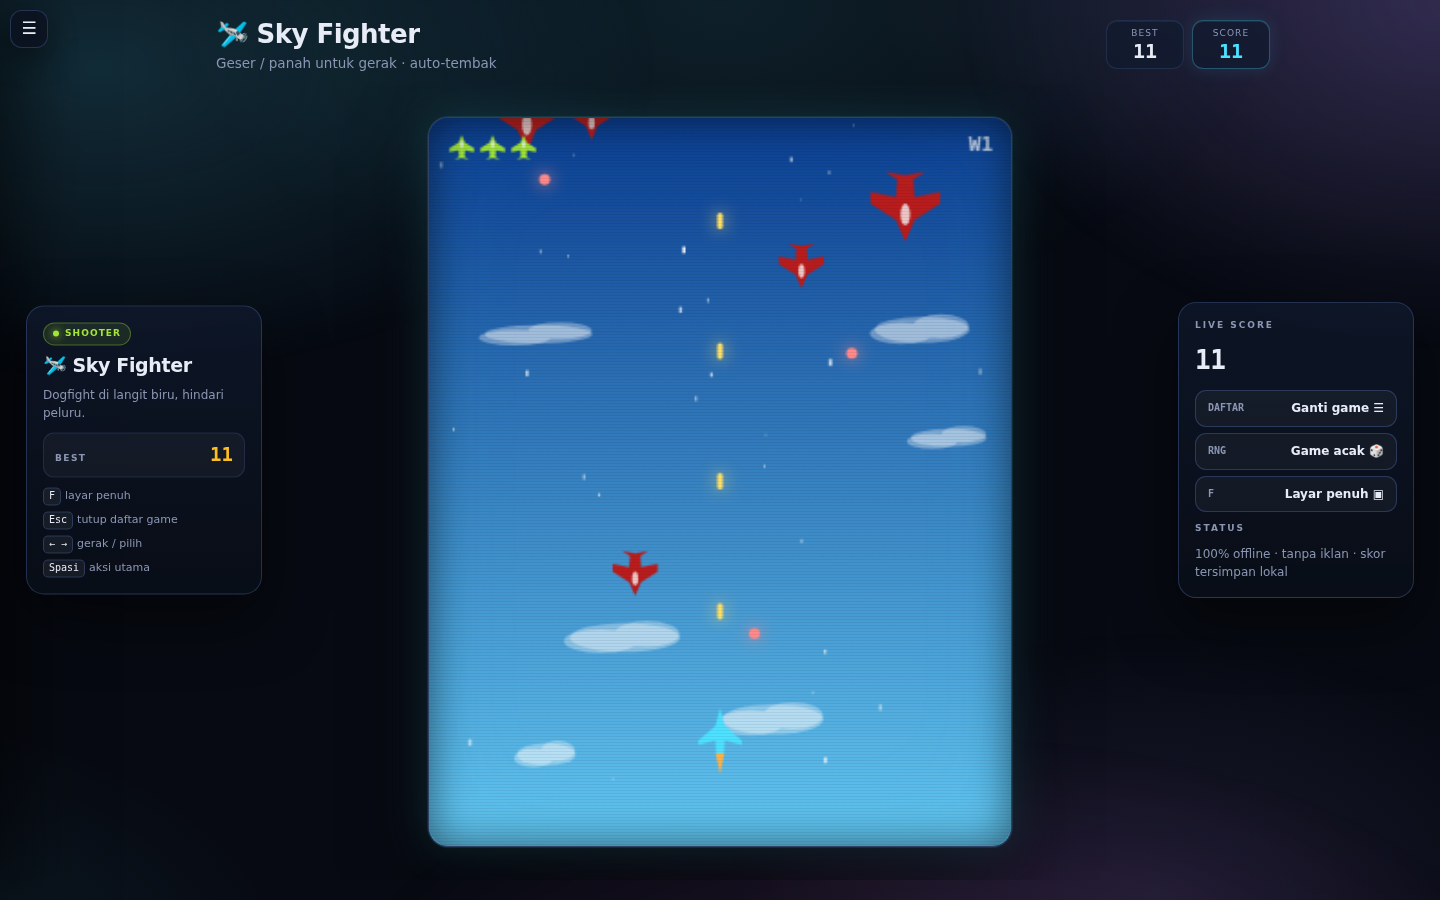 ☰
🛩️ Sky Fighter
Geser / panah untuk gerak · auto-tembak
BEST
11
SCORE
11
W1
SHOOTER
🛩️ Sky Fighter
Dogfight di langit biru, hindari
peluru.
BEST 11
F layar penuh
Esc tutup daftar game
← → gerak / pilih
Spasi aksi utama
LIVE SCORE
11
DAFTAR Ganti game ☰
RNG Game acak 🎲
F Layar penuh ▣
STATUS
100% offline · tanpa iklan · skor
tersimpan lokal